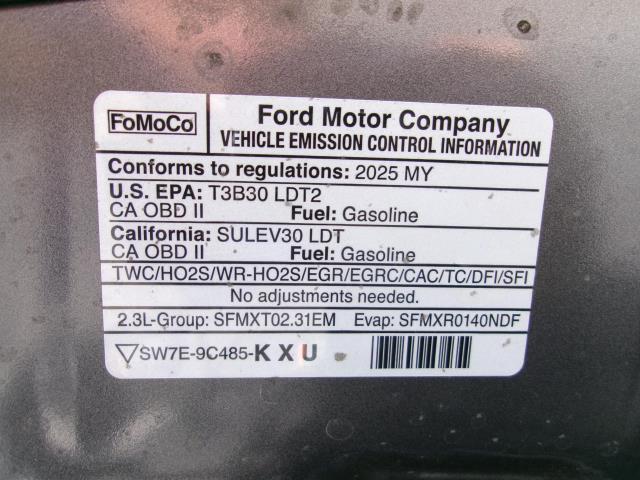 FoMoCo
Ford Motor Company
VEHICLE EMISSION CONTROL INFORMATION
Conforms to regulations: 2025 MY
U.S. EPA: T3B30 LDT2
CA OBD II Fuel: Gasoline
California: SULEV30 LDT
CA OBD II Fuel: Gasoline
TWC/HO2S/WR-HO2S/EGR/EGRC/CAC/TC/DFI/SFI
No adjustments needed.
2.3L-Group: SFMXT02.31EM Evap: SFMXR0140NDF
SW7E-9C485-K X U